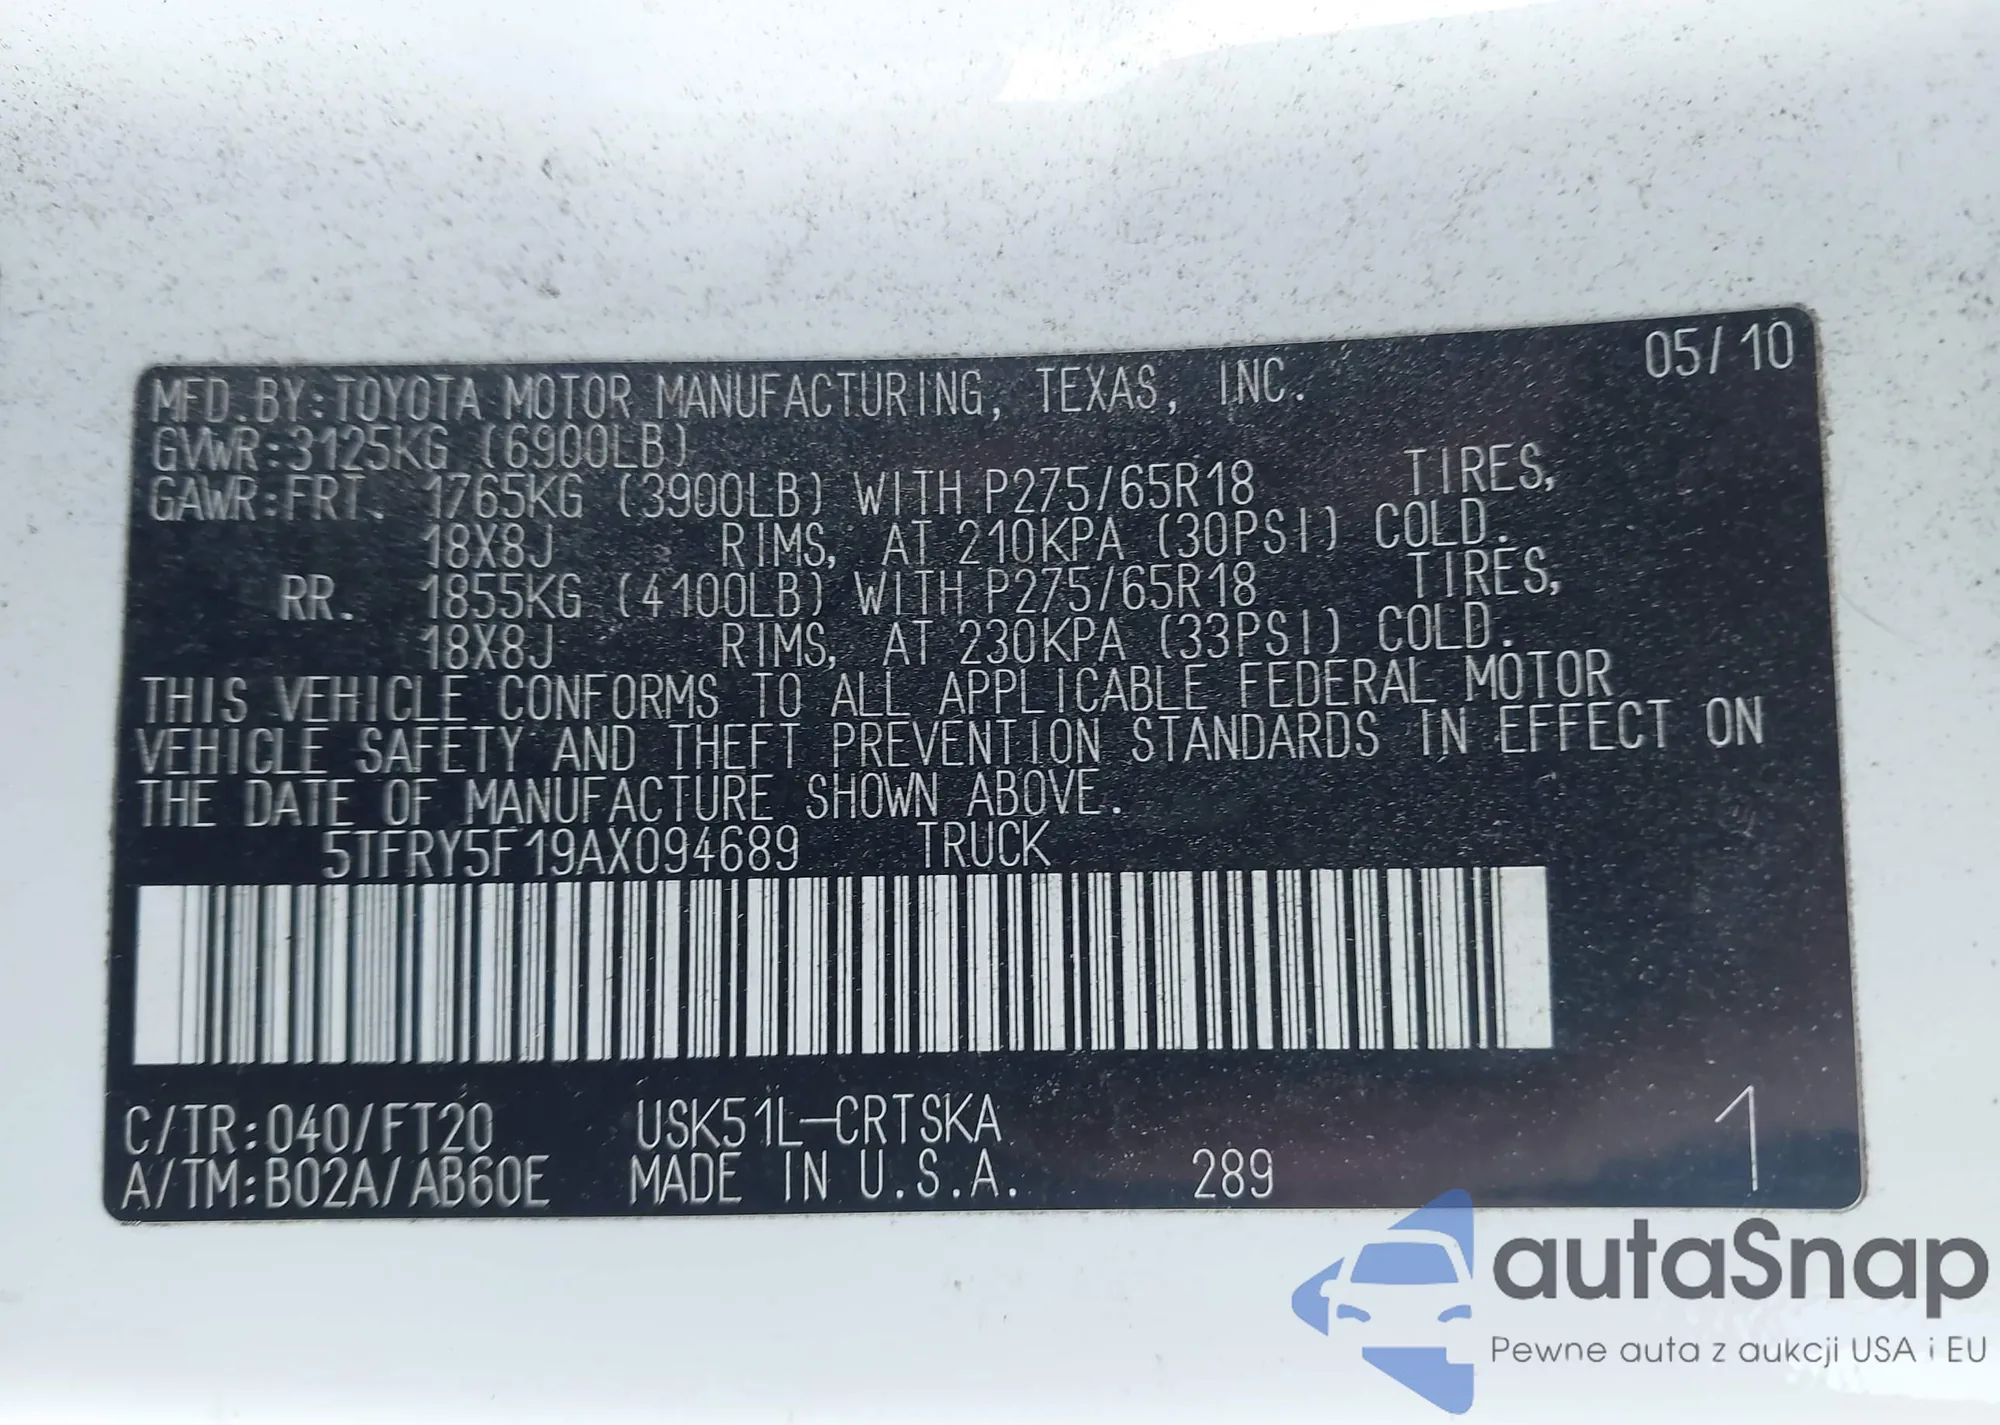 05/10
MFD.BY:TOYOTA MOTOR MANUFACTURING, TEXAS, INC.
GVWR:3125KG (6900LB)
GAWR:FRT. 1765KG (3900LB) WITH P275/65R18 TIRES,
18X8J RIMS, AT 210KPA (30PSI) COLD.
RR. 1855KG (4100LB) WITH P275/65R18 TIRES,
18X8J RIMS, AT 230KPA (33PSI) COLD.
THIS VEHICLE CONFORMS TO ALL APPLICABLE FEDERAL MOTOR
VEHICLE SAFETY AND THEFT PREVENTION STANDARDS IN EFFECT ON
THE DATE OF MANUFACTURE SHOWN ABOVE.
5TFRY5F19AX094689 TRUCK
C/TR:040/FT20 USK51L-CRTSKA 1
A/TM:B02A/AB60E MADE IN U.S.A. 289
autoSnap
Pewne auta z aukcji USA i EU